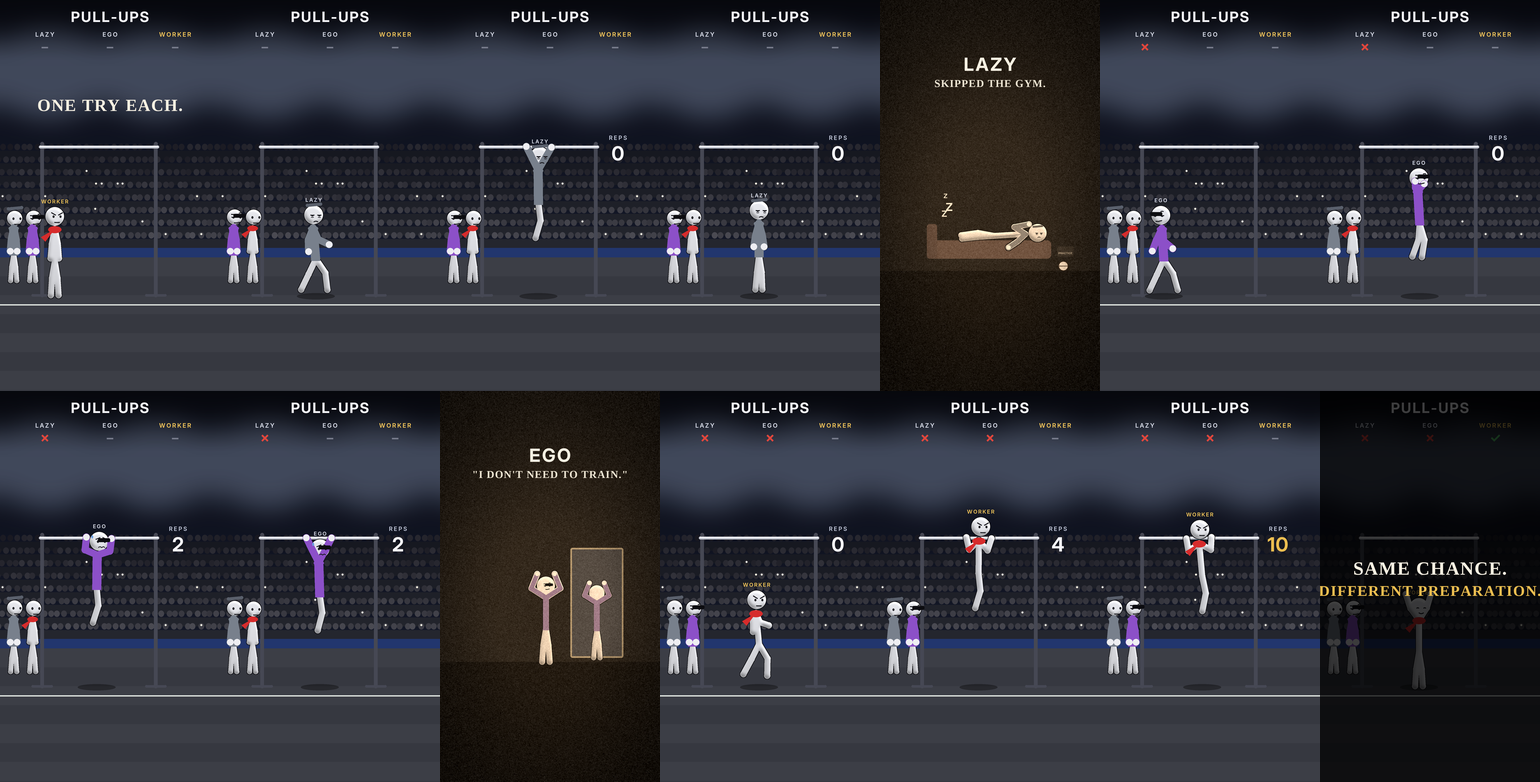 PULL-UPS
LAZY EGO WORKER
ONE TRY EACH.
WORKER
PULL-UPS
LAZY EGO WORKER
LAZY
PULL-UPS
LAZY EGO WORKER
REPS
0
LAZY
PULL-UPS
LAZY EGO WORKER
REPS
0
LAZY
LAZY
SKIPPED THE GYM.
Z
Z
Z
PULL-UPS
LAZY EGO WORKER
EGO
PULL-UPS
LAZY EGO WORKER
REPS
0
EGO
PULL-UPS
LAZY EGO WORKER
EGO
REPS
2
PULL-UPS
LAZY EGO WORKER
EGO
REPS
2
EGO
"I DON'T NEED TO TRAIN."
PULL-UPS
LAZY EGO WORKER
REPS
0
WORKER
PULL-UPS
LAZY EGO WORKER
WORKER
REPS
4
PULL-UPS
LAZY EGO WORKER
WORKER
REPS
10
PULL-UPS
LAZY EGO WORKER
SAME CHANCE.
DIFFERENT PREPARATION.